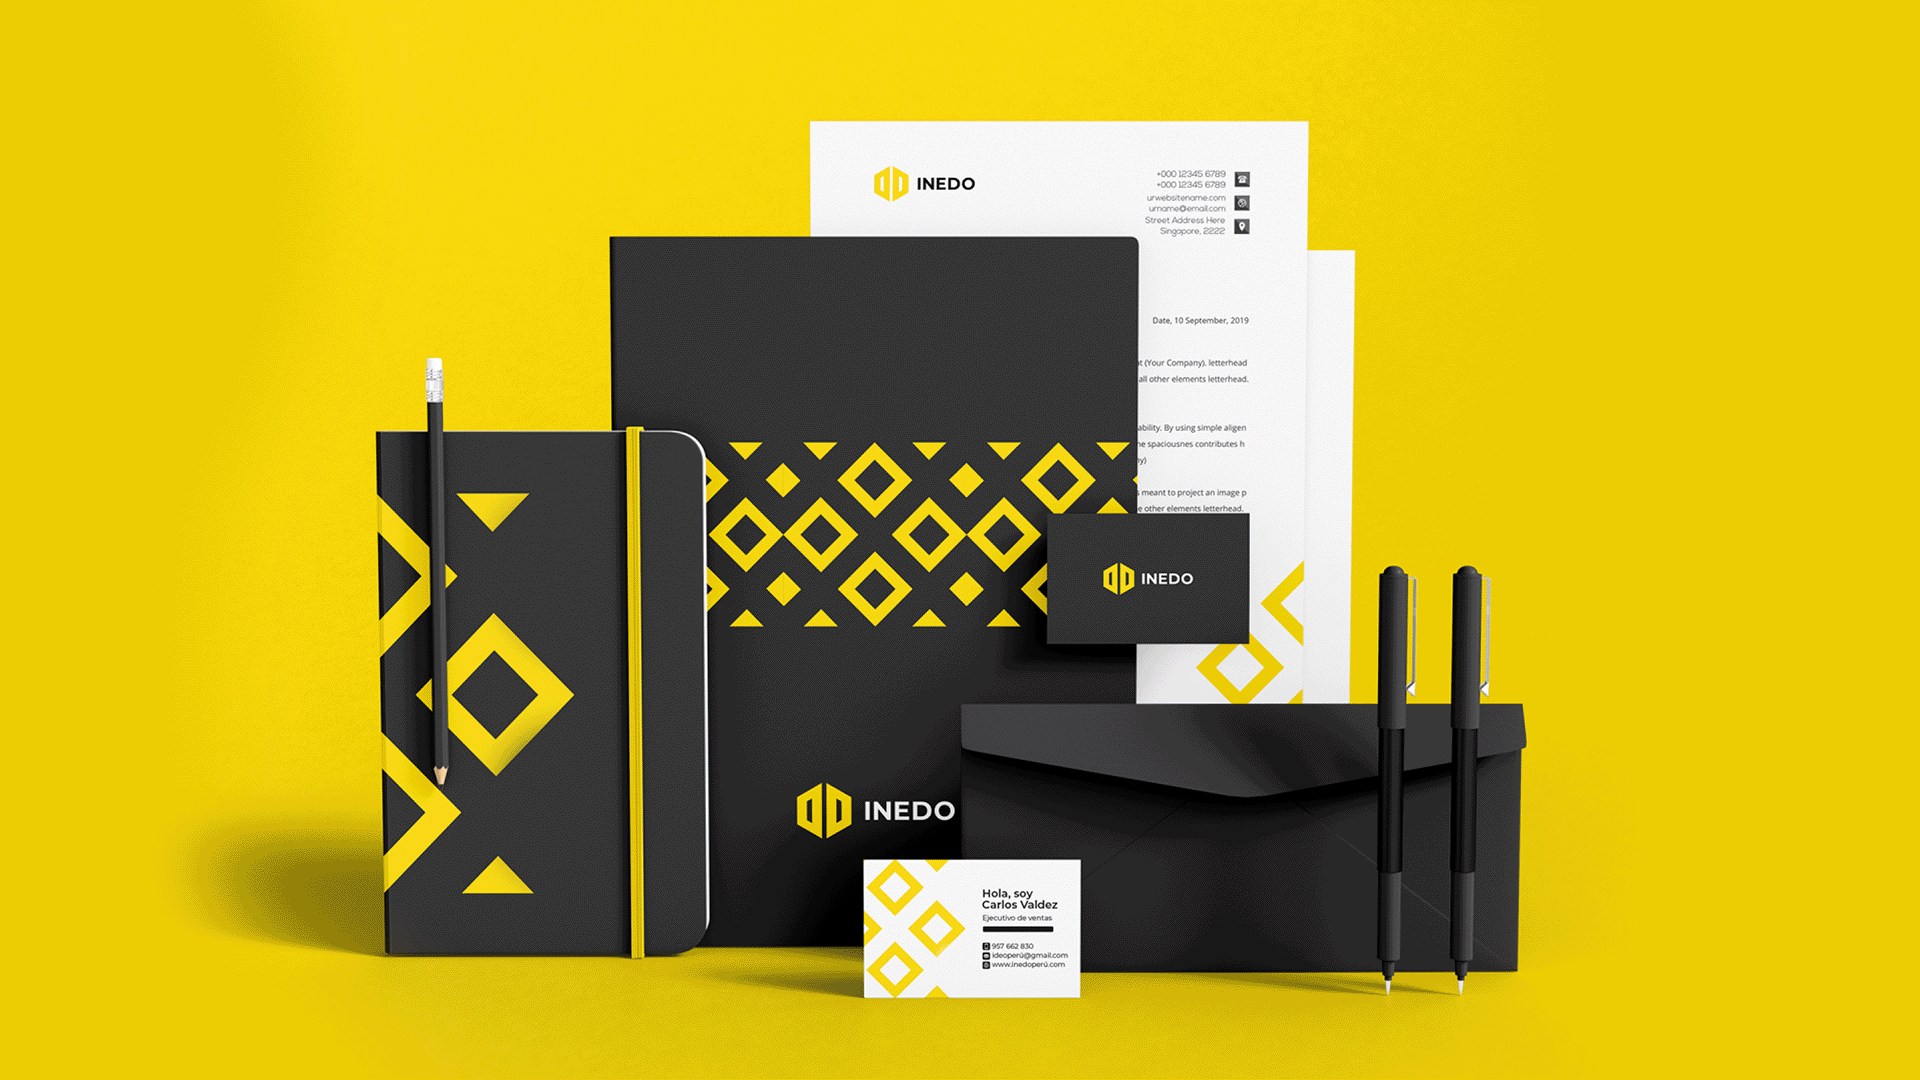 INEDO
+000 12345 6789
+000 12345 6789
urwebsitename.com
urname@email.com
Street Address Here
Singapore, 2222
Date, 10 September, 2019
(Your Company). letterhead
all other elements letterhead.
By using simple aligen
spaciousnes contributes h
meant to project an image p
other elements letterhead.
INEDO
INEDO
Hola, soy
Carlos Valdez
Ejecutivo de ventas
957 662 830
ideoperú@gmail.com
www.inedoperú.com